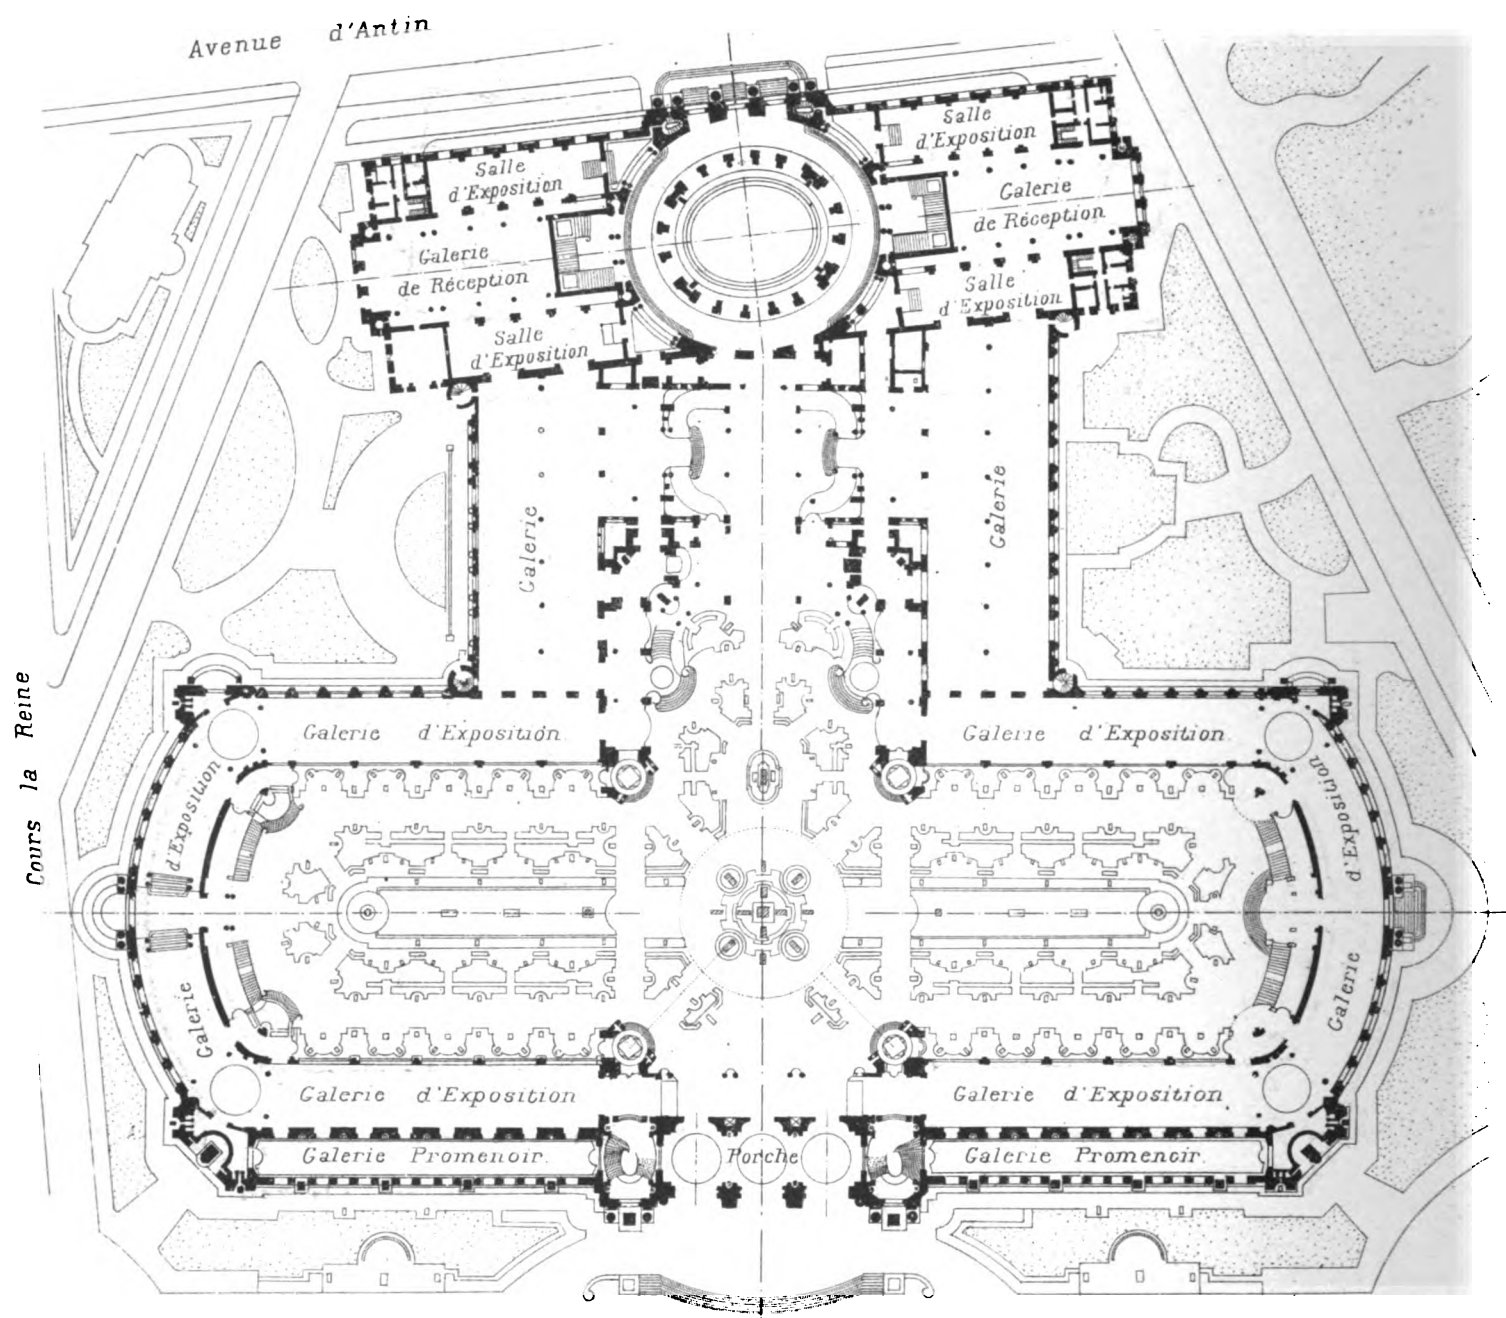 Avenue d'Antin
Salle
d'Exposition
Salle
d'Exposition
Galerie
de Réception
Galerie
de Réception
Salle
d'Exposition
Salle
d'Exposition
Galerie
Galerie
Cours la Reine
Galerie d'Exposition
Galerie d'Exposition.
Galerie d'Exposition
Galerie d'Exposition
Galerie d'Exposition
Galerie d'Exposition
Galerie Promenoir.
Porche
Galerie Promenoir.